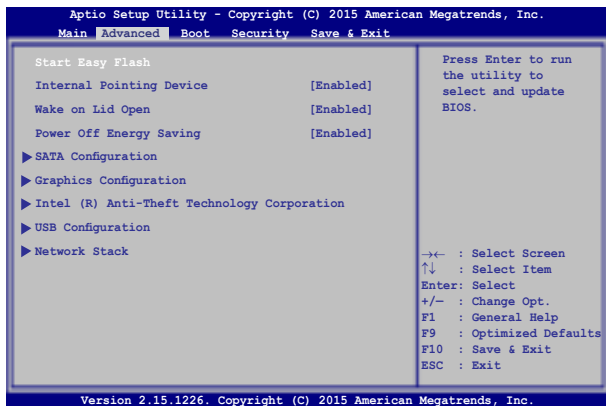 Aptio Setup Utility - Copyright (C) 2015 American Megatrends, Inc.
Main Advanced Boot Security Save & Exit
Start Easy Flash
Internal Pointing Device [Enabled]
Wake on Lid Open [Enabled]
Power Off Energy Saving [Enabled]
SATA Configuration
Graphics Configuration
Intel (R) Anti-Theft Technology Corporation
USB Configuration
Network Stack
Press Enter to run
the utility to
select and update
BIOS.
→← : Select Screen
↑↓ : Select Item
Enter: Select
+/— : Change Opt.
F1 : General Help
F9 : Optimized Defaults
F10 : Save & Exit
ESC : Exit
Version 2.15.1226. Copyright (C) 2015 American Megatrends, Inc.